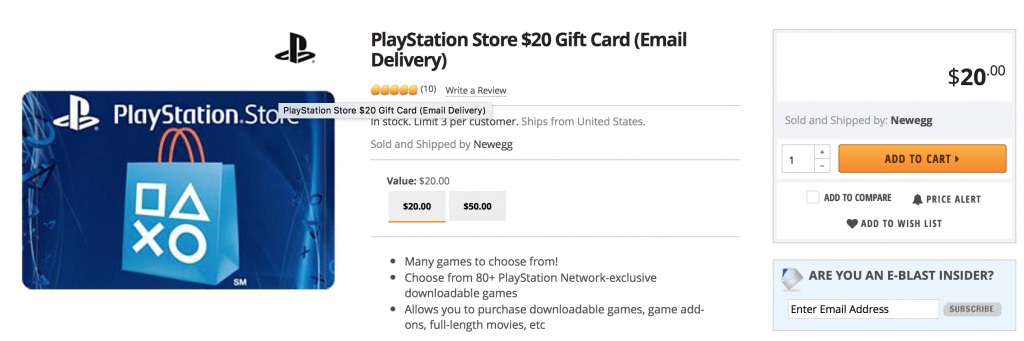 PlayStation.Store
SM
PlayStation Store $20 Gift Card (Email
Delivery)
(10) Write a Review
PlayStation Store $20 Gift Card (Email Delivery)
In stock. Limit 3 per customer. Ships from United States.
Sold and Shipped by Newegg
Value: $20.00
$20.00 $50.00
• Many games to choose from!
• Choose from 80+ PlayStation Network-exclusive
downloadable games
• Allows you to purchase downloadable games, game add-
ons, full-length movies, etc
$20.00
Sold and Shipped by: Newegg
1 + − ADD TO CART
ADD TO COMPARE PRICE ALERT
ADD TO WISH LIST
ARE YOU AN E-BLAST INSIDER?
Enter Email Address SUBSCRIBE